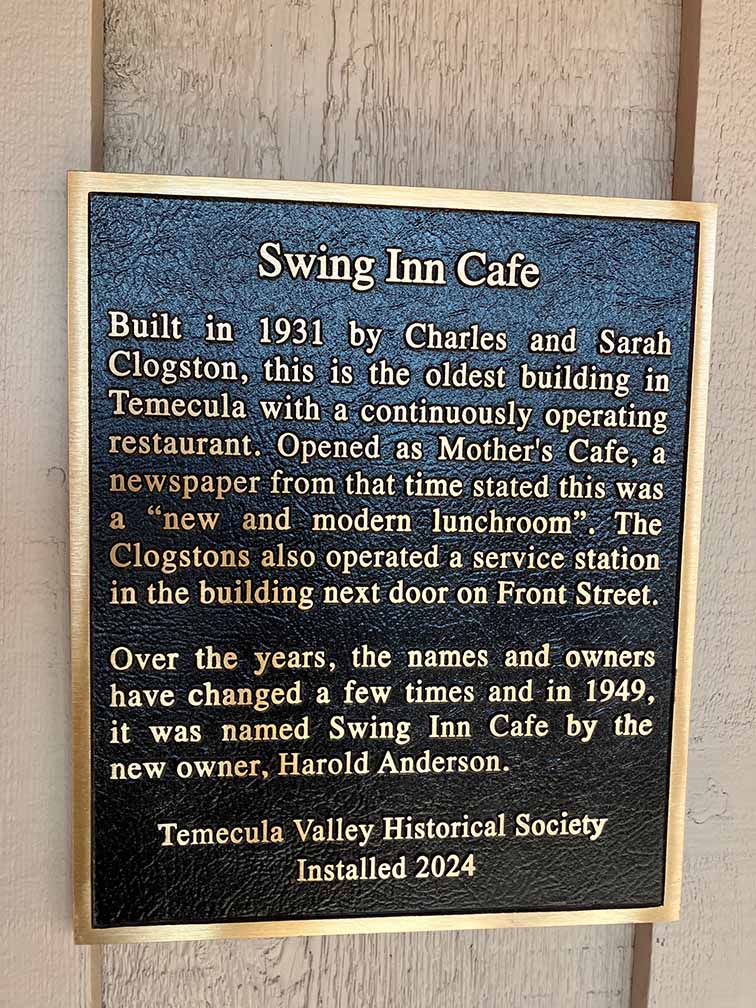 Swing Inn Cafe
Built in 1931 by Charles and Sarah
Clogston, this is the oldest building in
Temecula with a continuously operating
restaurant. Opened as Mother's Cafe, a
newspaper from that time stated this was
a “new and modern lunchroom”. The
Clogstons also operated a service station
in the building next door on Front Street.
Over the years, the names and owners
have changed a few times and in 1949,
it was named Swing Inn Cafe by the
new owner, Harold Anderson.
Temecula Valley Historical Society
Installed 2024